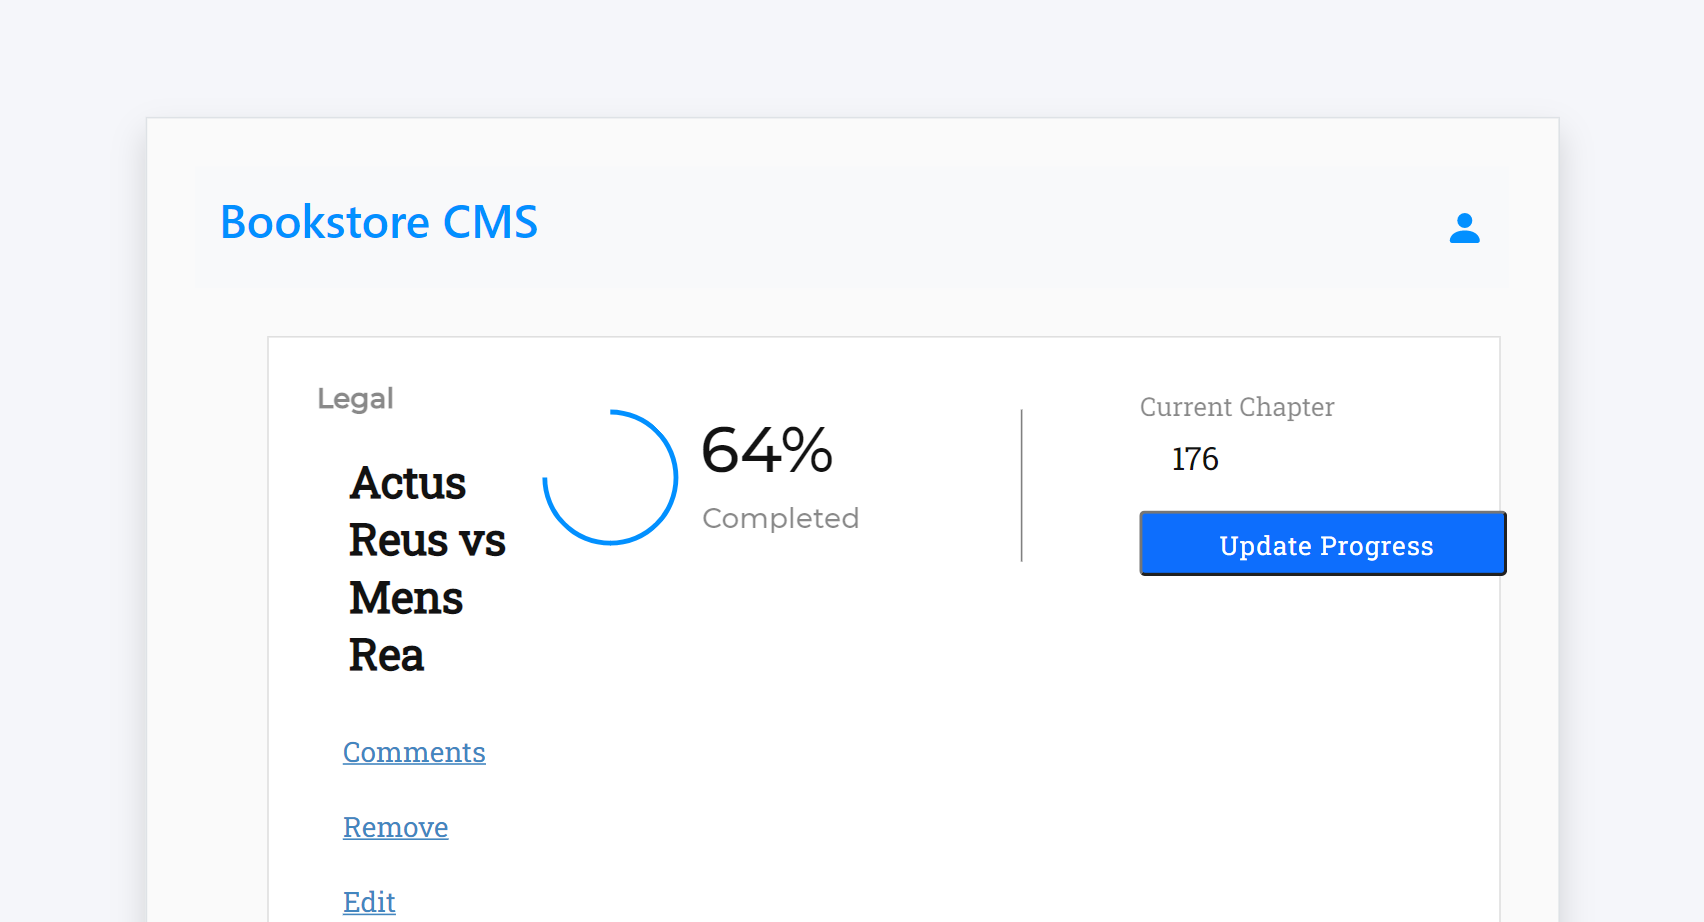 Bookstore CMS
Legal
Actus
Reus vs
Mens
Rea
Comments
Remove
Edit
64%
Completed
Current Chapter
176
Update Progress